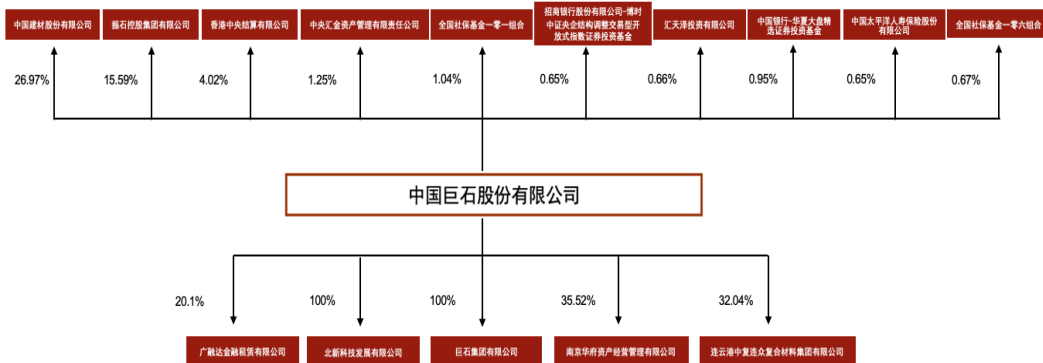 中国建材股份有限公司
振石控股集团有限公司
香港中央结算有限公司
中央汇金资产管理有限责任公司
全国社保基金一零一组合
招商银行股份有限公司-博时
中证央企结构调整交易型开
放式指数证券投资基金
汇天泽投资有限公司
中国银行-华夏大盘精
选证券投资基金
中国太平洋人寿保险股份
有限公司
全国社保基金一零六组合
26.97%
15.59%
4.02%
1.25%
1.04%
0.65%
0.66%
0.95%
0.65%
0.67%
中国巨石股份有限公司
20.1%
100%
100%
35.52%
32.04%
广融达金融租赁有限公司
北新科技发展有限公司
巨石集团有限公司
南京华府资产经营管理有限公司
连云港中复连众复合材料集团有限公司